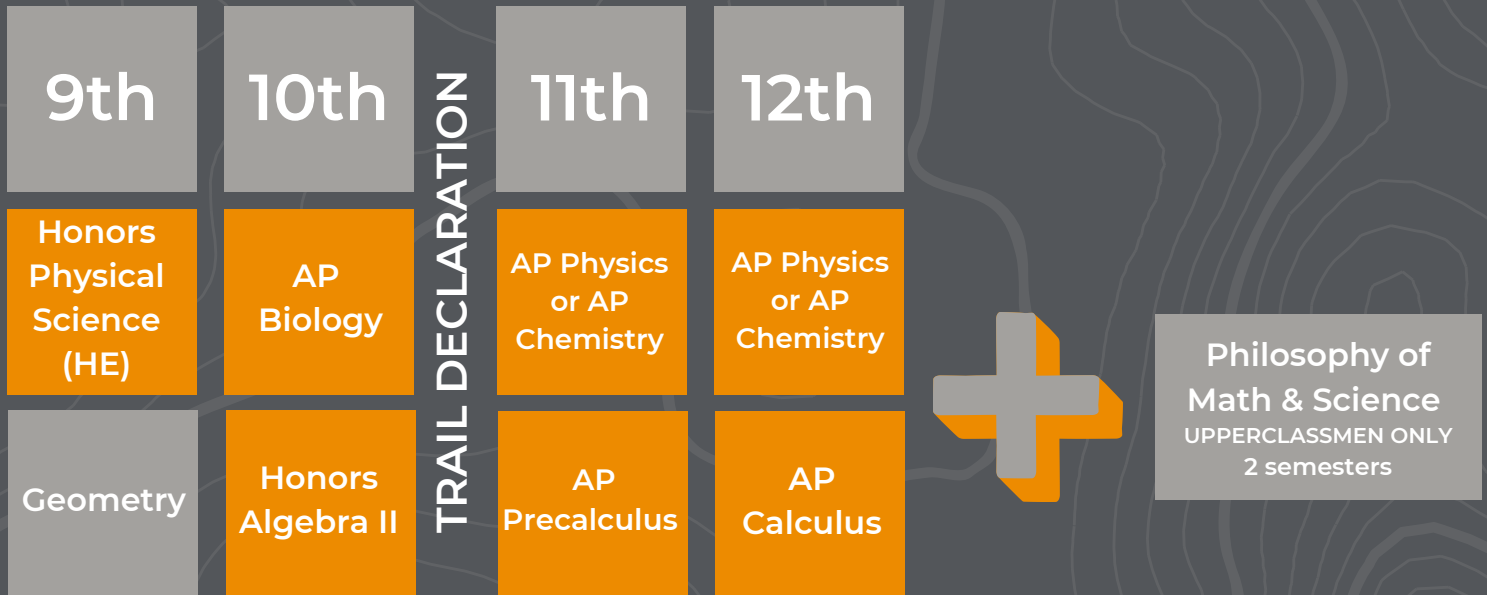 9th
10th
TRAIL DECLARATION
11th
12th
Honors
Physical
Science
(HE)
AP
Biology
AP Physics
or AP
Chemistry
AP Physics
or AP
Chemistry
Geometry
Honors
Algebra II
AP
Precalculus
AP
Calculus
Philosophy of
Math & Science
UPPERCLASSMEN ONLY
2 semesters